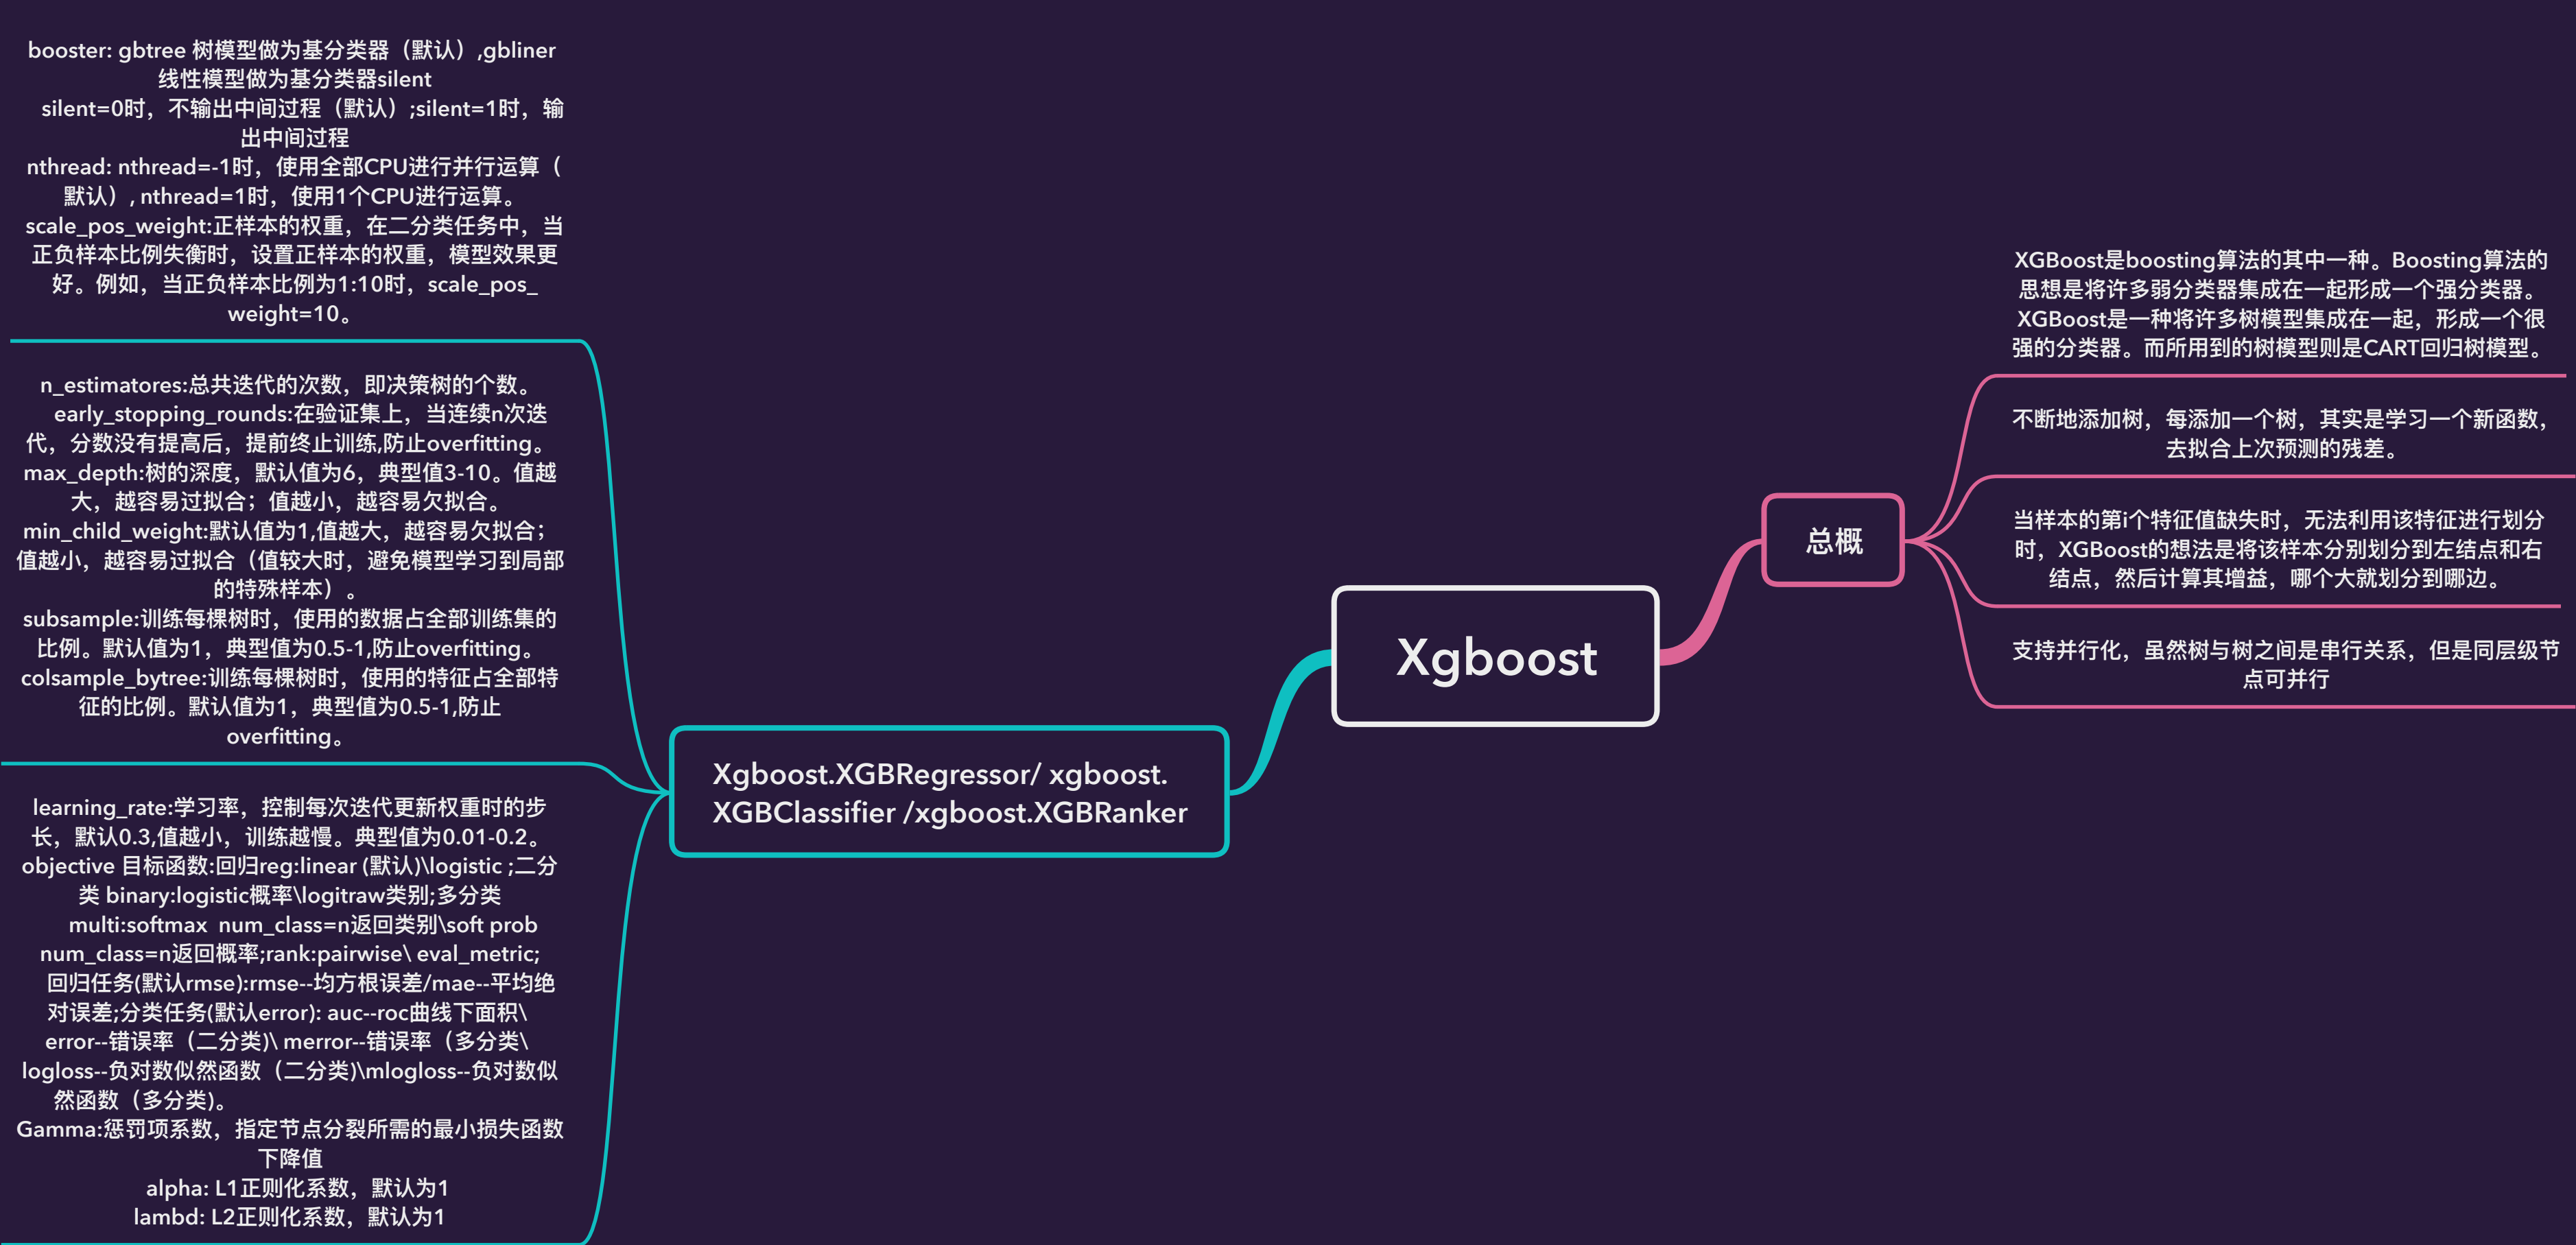 booster: gbtree 树模型做为基分类器（默认）,gbliner
线性模型做为基分类器silent
silent=0时，不输出中间过程（默认）;silent=1时，输
出中间过程
nthread: nthread=-1时，使用全部CPU进行并行运算（
默认）, nthread=1时，使用1个CPU进行运算。
scale_pos_weight:正样本的权重，在二分类任务中，当
正负样本比例失衡时，设置正样本的权重，模型效果更
好。例如，当正负样本比例为1:10时，scale_pos_
weight=10。
n_estimatores:总共迭代的次数，即决策树的个数。
early_stopping_rounds:在验证集上，当连续n次迭
代，分数没有提高后，提前终止训练,防止overfitting。
max_depth:树的深度，默认值为6，典型值3-10。值越
大，越容易过拟合；值越小，越容易欠拟合。
min_child_weight:默认值为1,值越大，越容易欠拟合；
值越小，越容易过拟合（值较大时，避免模型学习到局部
的特殊样本）。
subsample:训练每棵树时，使用的数据占全部训练集的
比例。默认值为1，典型值为0.5-1,防止overfitting。
colsample_bytree:训练每棵树时，使用的特征占全部特
征的比例。默认值为1，典型值为0.5-1,防止
overfitting。
learning_rate:学习率，控制每次迭代更新权重时的步
长，默认0.3,值越小，训练越慢。典型值为0.01-0.2。
objective 目标函数:回归reg:linear (默认)\logistic ;二分
类 binary:logistic概率\logitraw类别;多分类
multi:softmax  num_class=n返回类别\soft prob
num_class=n返回概率;rank:pairwise\ eval_metric;
回归任务(默认rmse):rmse--均方根误差/mae--平均绝
对误差;分类任务(默认error): auc--roc曲线下面积\
error--错误率（二分类)\ merror--错误率（多分类\
logloss--负对数似然函数（二分类)\mlogloss--负对数似
然函数（多分类)。
Gamma:惩罚项系数，指定节点分裂所需的最小损失函数
下降值
alpha: L1正则化系数，默认为1
lambd: L2正则化系数，默认为1
Xgboost.XGBRegressor/ xgboost.
XGBClassifier /xgboost.XGBRanker
Xgboost
总概
XGBoost是boosting算法的其中一种。Boosting算法的
思想是将许多弱分类器集成在一起形成一个强分类器。
XGBoost是一种将许多树模型集成在一起，形成一个很
强的分类器。而所用到的树模型则是CART回归树模型。
不断地添加树，每添加一个树，其实是学习一个新函数，
去拟合上次预测的残差。
当样本的第i个特征值缺失时，无法利用该特征进行划分
时，XGBoost的想法是将该样本分别划分到左结点和右
结点，然后计算其增益，哪个大就划分到哪边。
支持并行化，虽然树与树之间是串行关系，但是同层级节
点可并行